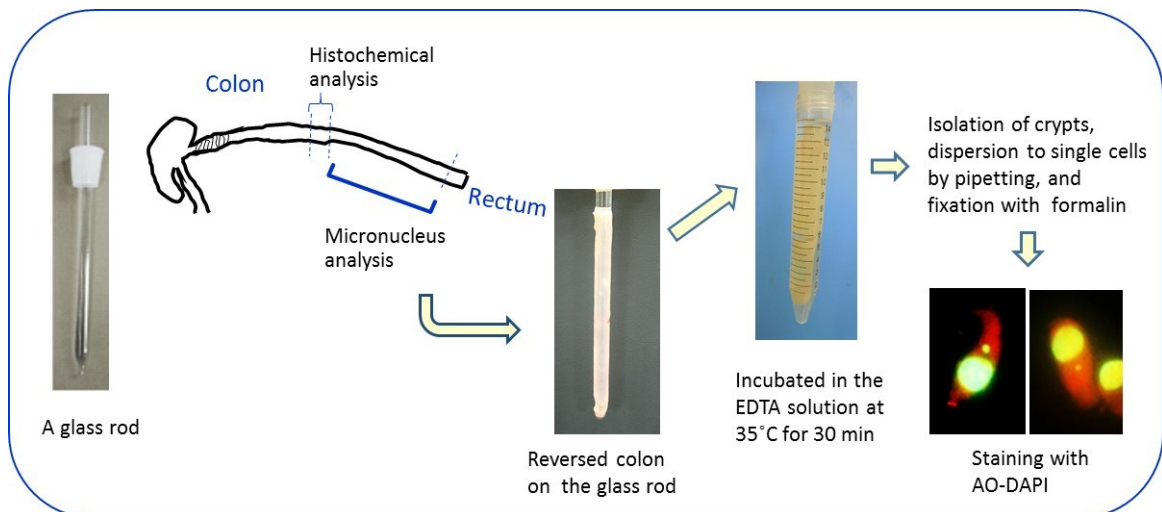 A glass rod
Colon
Histochemical
analysis
Rectum
Micronucleus
analysis
Reversed colon
on the glass rod
Incubated in the
EDTA solution at
35˚C for 30 min
Isolation of crypts,
dispersion to single cells
by pipetting, and
fixation with formalin
Staining with
AO-DAPI